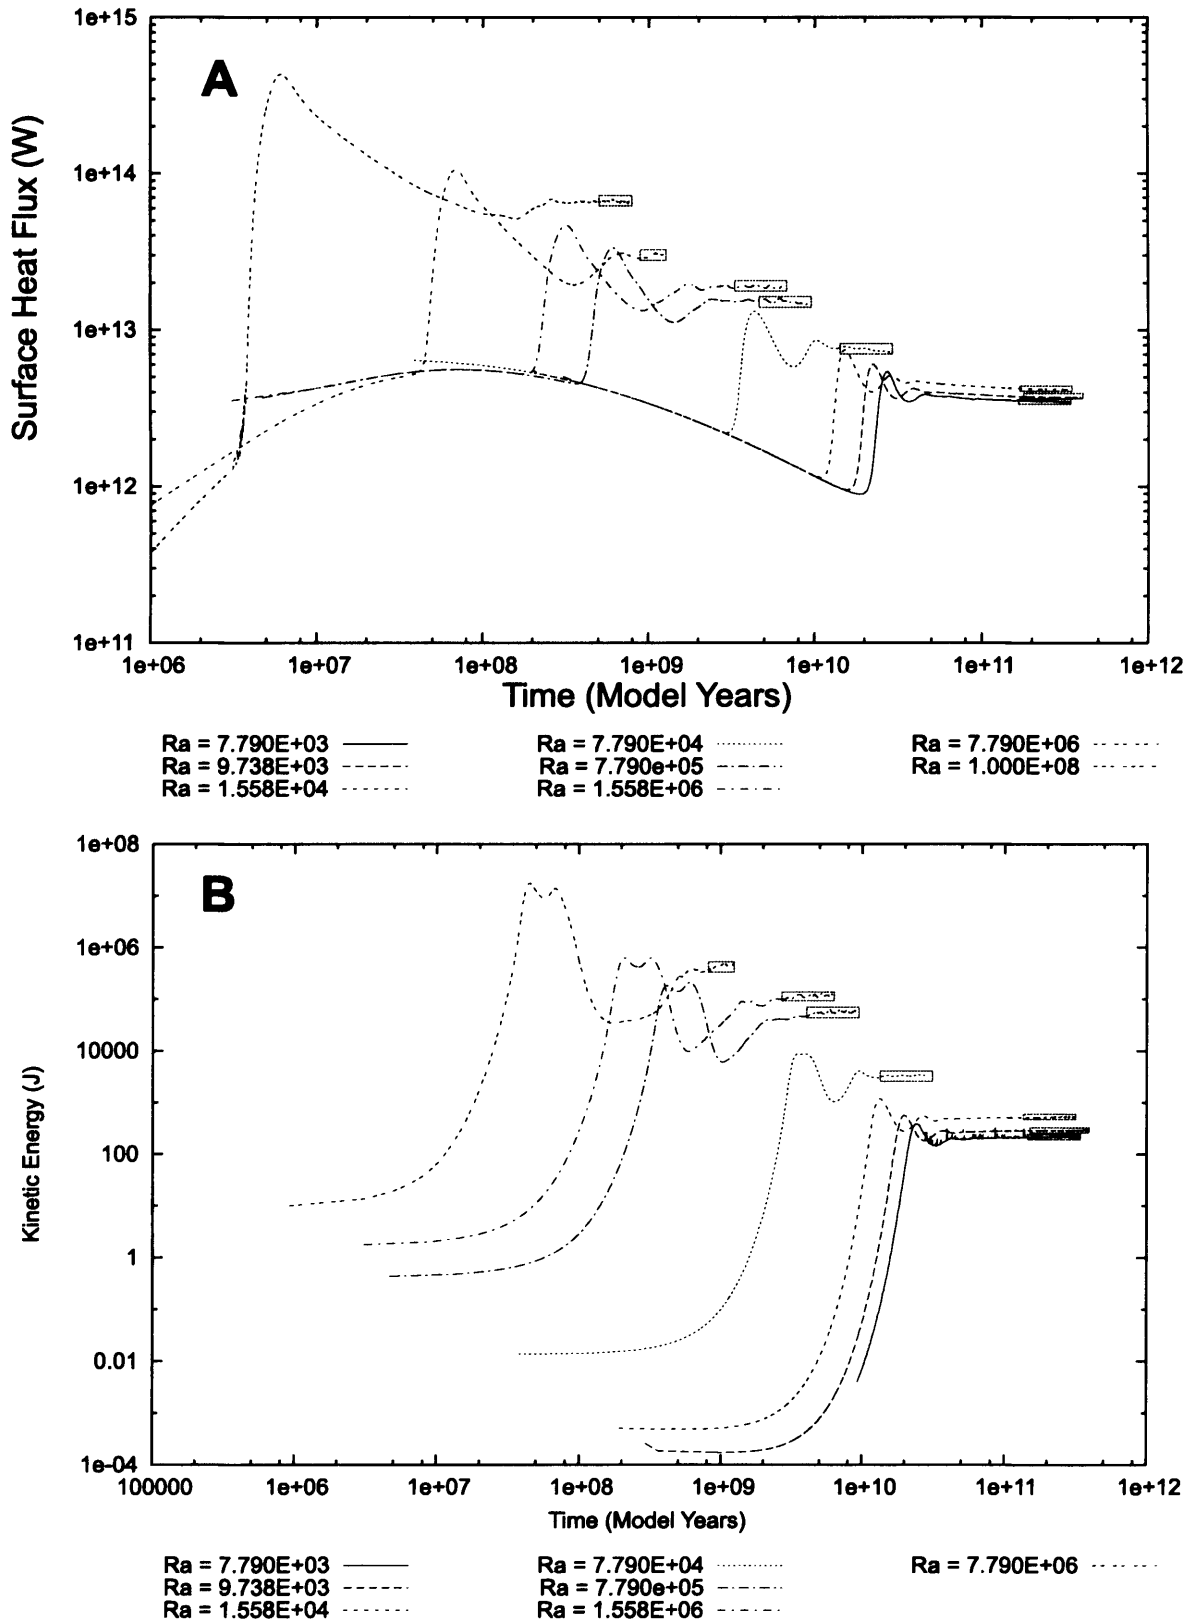 1e+15
A
1e+14
1e+13
1e+12
1e+11
Surface Heat Flux (W)
1e+06 1e+07 1e+08 1e+09 1e+10 1e+11 1e+12
Time (Model Years)
Ra = 7.790E+03 Ra = 7.790E+04 Ra = 7.790E+06
Ra = 9.738E+03 Ra = 7.790e+05 Ra = 1.000E+08
Ra = 1.558E+04 Ra = 1.558E+06
1e+08
B
1e+06
10000
100
1
0.01
1e-04
Kinetic Energy (J)
100000 1e+06 1e+07 1e+08 1e+09 1e+10 1e+11 1e+12
Time (Model Years)
Ra = 7.790E+03 Ra = 7.790E+04 Ra = 7.790E+06
Ra = 9.738E+03 Ra = 7.790e+05
Ra = 1.558E+04 Ra = 1.558E+06